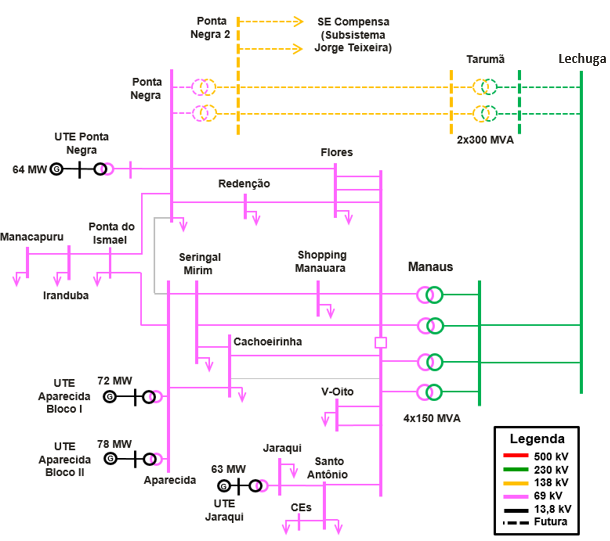 Ponta
Negra 2
SE Compensa
(Subsistema
Jorge Teixeira)
Tarumã
Lechuga
Ponta
Negra
2x300 MVA
UTE Ponta
Negra
64 MW
G
Flores
Redenção
Manacapuru
Ponta do
Ismael
Iranduba
Seringal
Mirim
Shopping
Manauara
Manaus
Cachoeirinha
UTE
Aparecida
Bloco I
72 MW
G
V-Oito
4x150 MVA
UTE
Aparecida
Bloco II
78 MW
G
Aparecida
63 MW
G
UTE
Jaraqui
Jaraqui
Santo
Antônio
CEs
Legenda
500 kV
230 kV
138 kV
69 kV
13,8 kV
Futura